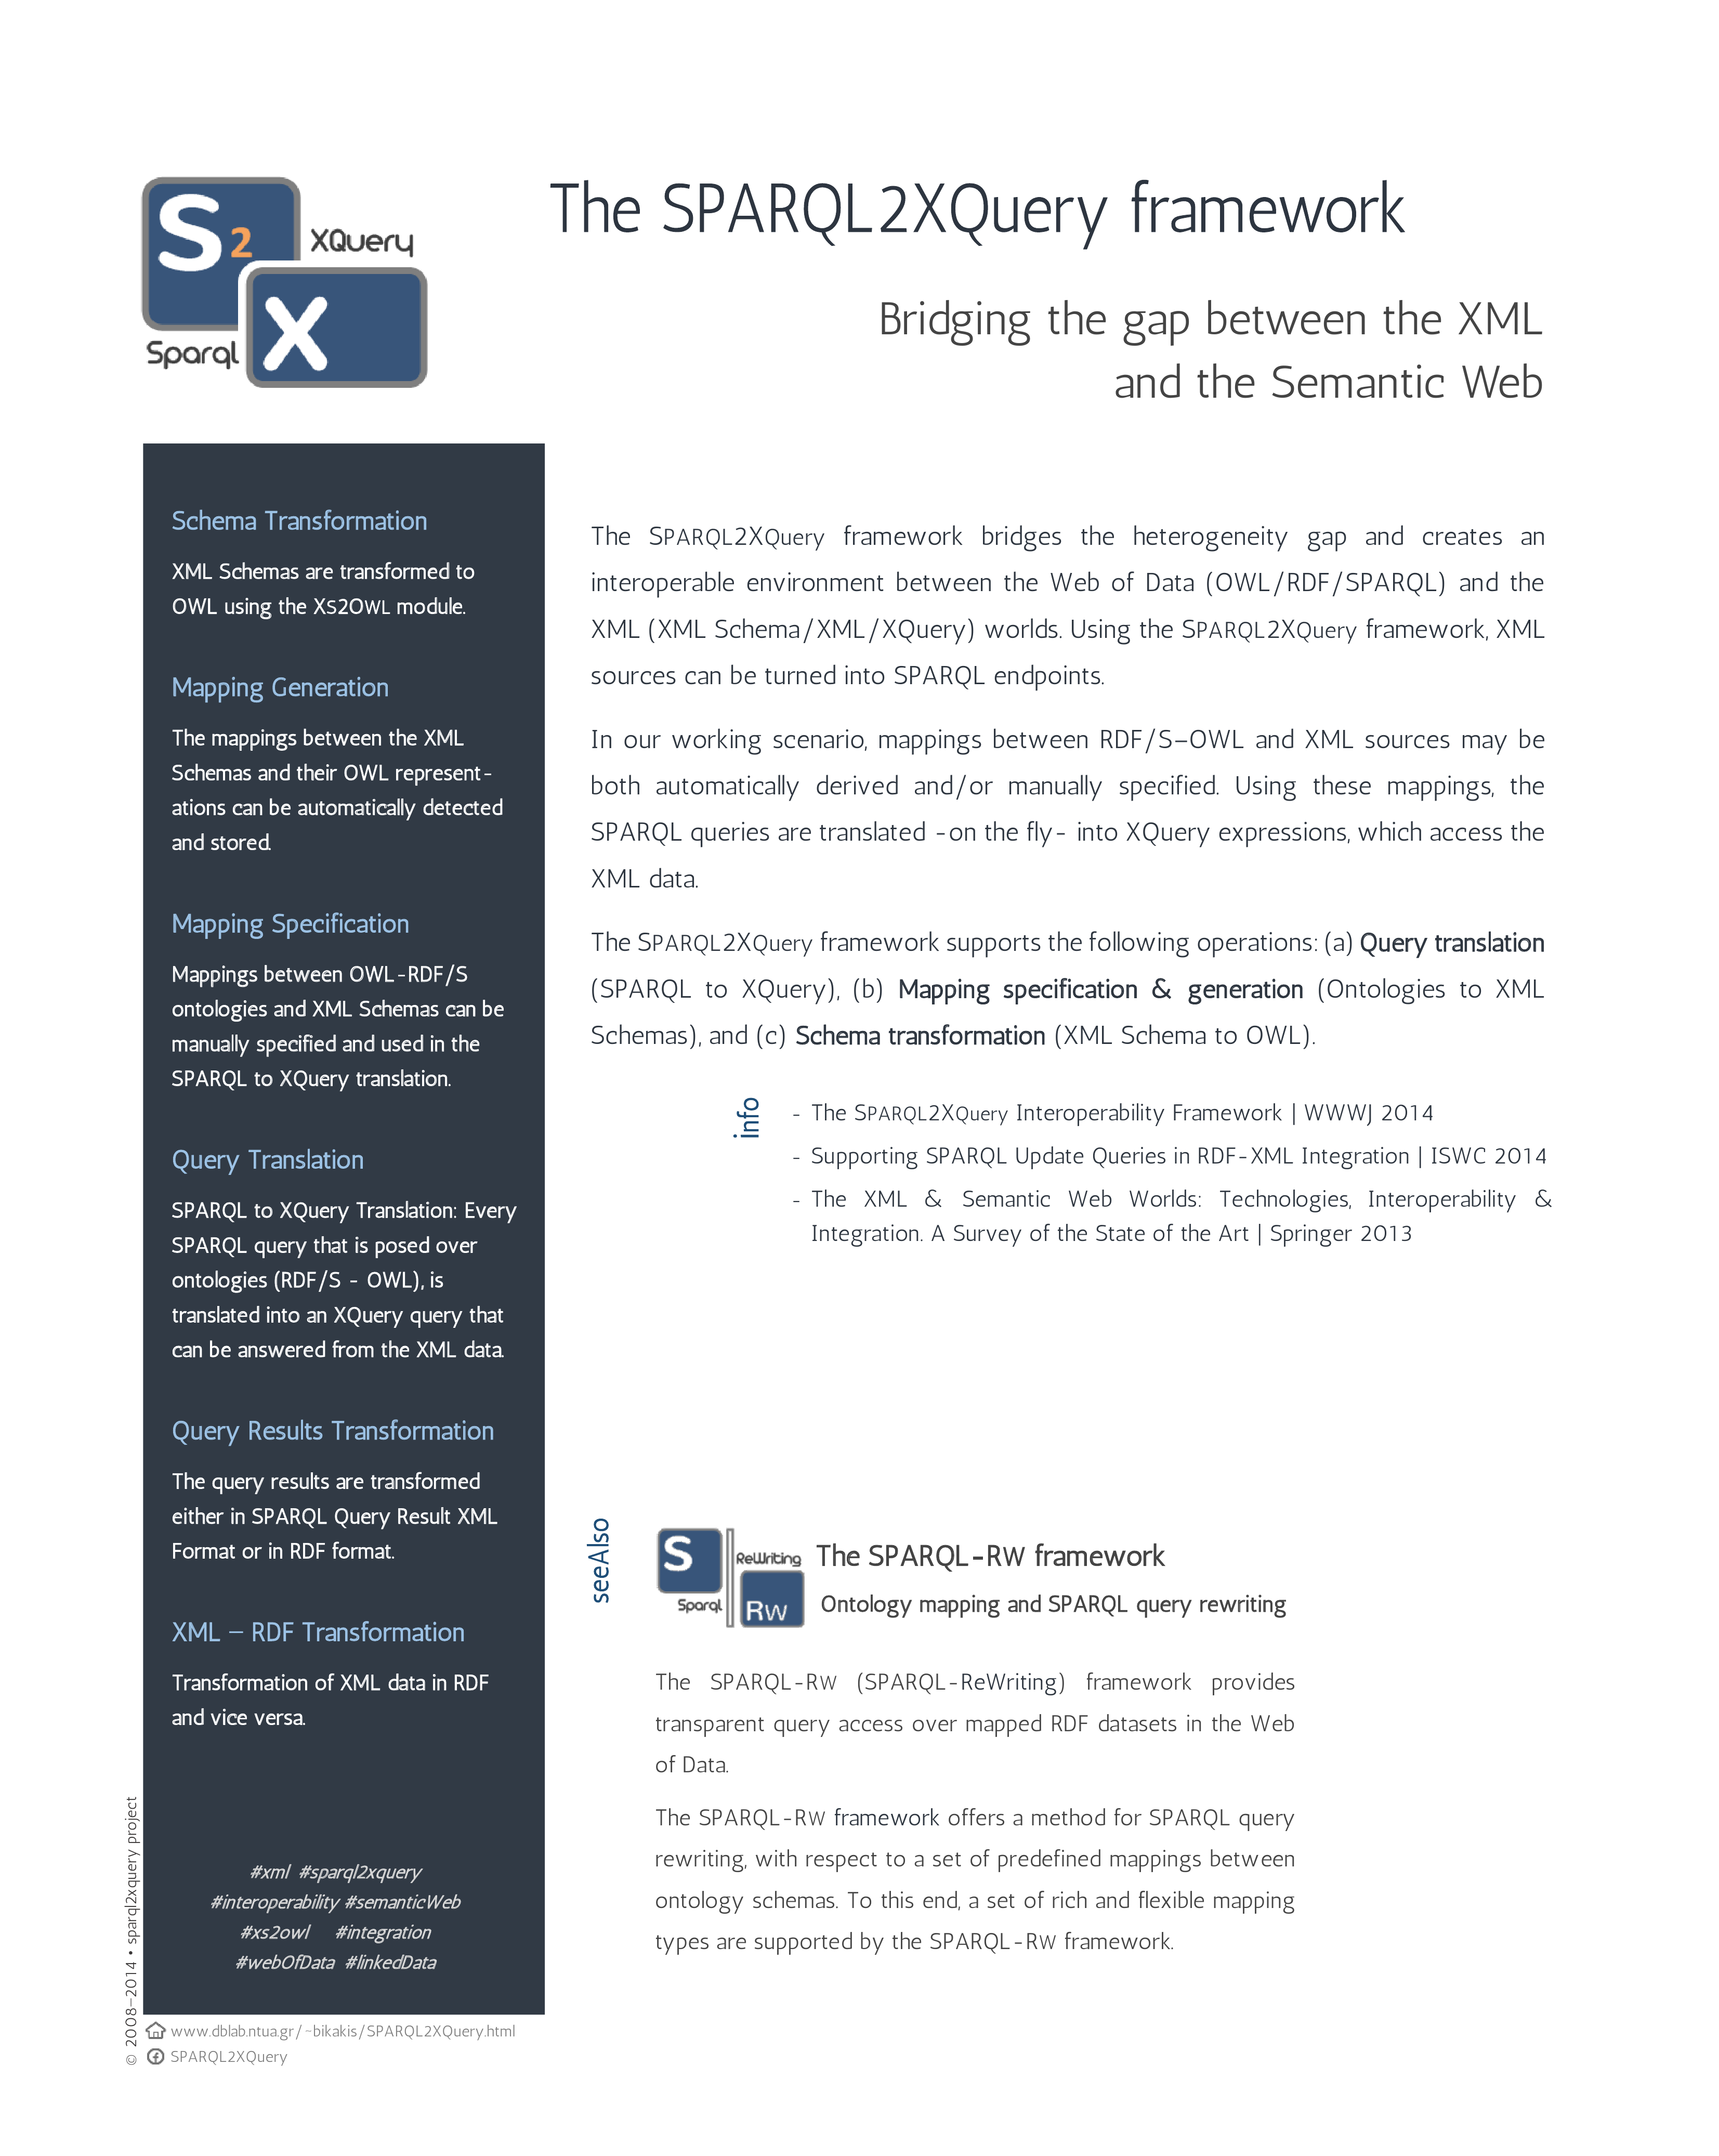 S
2
XQuery
Sparql
X
The SPARQL2XQuery framework
Bridging the gap between the XML
and the Semantic Web
Schema Transformation
XML Schemas are transformed to
OWL using the XS2OWL module.
Mapping Generation
The mappings between the XML
Schemas and their OWL represent-
ations can be automatically detected
and stored.
Mapping Specification
Mappings between OWL-RDF/S
ontologies and XML Schemas can be
manually specified and used in the
SPARQL to XQuery translation.
Query Translation
SPARQL to XQuery Translation: Every
SPARQL query that is posed over
ontologies (RDF/S - OWL), is
translated into an XQuery query that
can be answered from the XML data.
Query Results Transformation
The query results are transformed
either in SPARQL Query Result XML
Format or in RDF format.
XML – RDF Transformation
Transformation of XML data in RDF
and vice versa.
#xml #sparql2xquery
#interoperability #semanticWeb
#xs2owl #integration
#webOfData #linkedData
© 2008-2014 • sparql2xquery project
www.dblab.ntua.gr/~bikakis/SPARQL2XQuery.html
SPARQL2XQuery
The SPARQL2XQuery framework bridges the heterogeneity gap and creates an
interoperable environment between the Web of Data (OWL/RDF/SPARQL) and the
XML (XML Schema/XML/XQuery) worlds. Using the SPARQL2XQuery framework, XML
sources can be turned into SPARQL endpoints.
In our working scenario, mappings between RDF/S–OWL and XML sources may be
both automatically derived and/or manually specified. Using these mappings, the
SPARQL queries are translated -on the fly- into XQuery expressions, which access the
XML data.
The SPARQL2XQuery framework supports the following operations: (a) Query translation
(SPARQL to XQuery), (b) Mapping specification & generation (Ontologies to XML
Schemas), and (c) Schema transformation (XML Schema to OWL).
info
- The SPARQL2XQuery Interoperability Framework | WWWJ 2014
- Supporting SPARQL Update Queries in RDF-XML Integration | ISWC 2014
- The XML & Semantic Web Worlds: Technologies, Interoperability &
Integration. A Survey of the State of the Art | Springer 2013
seeAlso
S
ReWriting
Sparql
RW
The SPARQL-RW framework
Ontology mapping and SPARQL query rewriting
The SPARQL-RW (SPARQL-ReWriting) framework provides
transparent query access over mapped RDF datasets in the Web
of Data.
The SPARQL-RW framework offers a method for SPARQL query
rewriting, with respect to a set of predefined mappings between
ontology schemas. To this end, a set of rich and flexible mapping
types are supported by the SPARQL-RW framework.